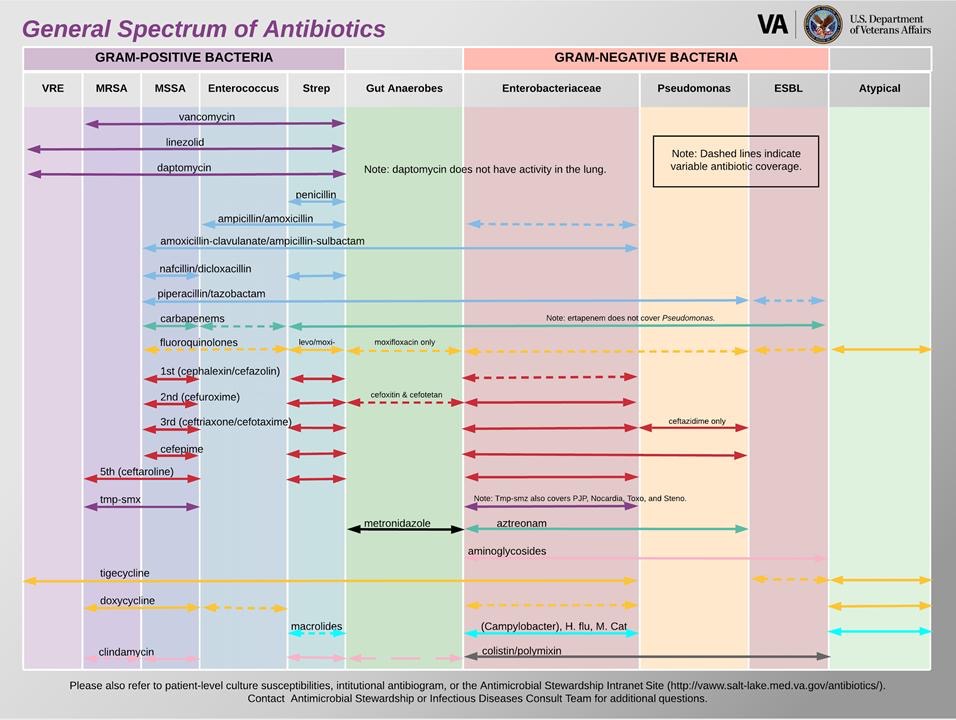 General Spectrum of Antibiotics
VA
U.S. Department
of Veterans Affairs
GRAM-POSITIVE BACTERIA
GRAM-NEGATIVE BACTERIA
VRE
MRSA
MSSA
Enterococcus
Strep
Gut Anaerobes
Enterobacteriaceae
Pseudomonas
ESBL
Atypical
vancomycin
linezolid
Note: Dashed lines indicate
variable antibiotic coverage.
daptomycin
Note: daptomycin does not have activity in the lung.
penicillin
ampicillin/amoxicillin
amoxicillin-clavulanate/ampicillin-sulbactam
nafcillin/dicloxacillin
piperacillin/tazobactam
carbapenems
Note: ertapenem does not cover Pseudomonas.
fluoroquinolones
levo/moxi-
moxifloxacin only
1st (cephalexin/cefazolin)
2nd (cefuroxime)
cefoxitin & cefotetan
3rd (ceftriaxone/cefotaxime)
ceftazidime only
cefepime
5th (ceftaroline)
tmp-smx
Note: Tmp-smz also covers PJP, Nocardia, Toxo, and Steno.
metronidazole
aztreonam
aminoglycosides
tigecycline
doxycycline
macrolides
(Campylobacter), H. flu, M. Cat
clindamycin
colistin/polymixin
Please also refer to patient-level culture susceptibilities, intitutional antibiogram, or the Antimicrobial Stewardship Intranet Site (http://vaww.salt-lake.med.va.gov/antibiotics/).
Contact Antimicrobial Stewardship or Infectious Diseases Consult Team for additional questions.